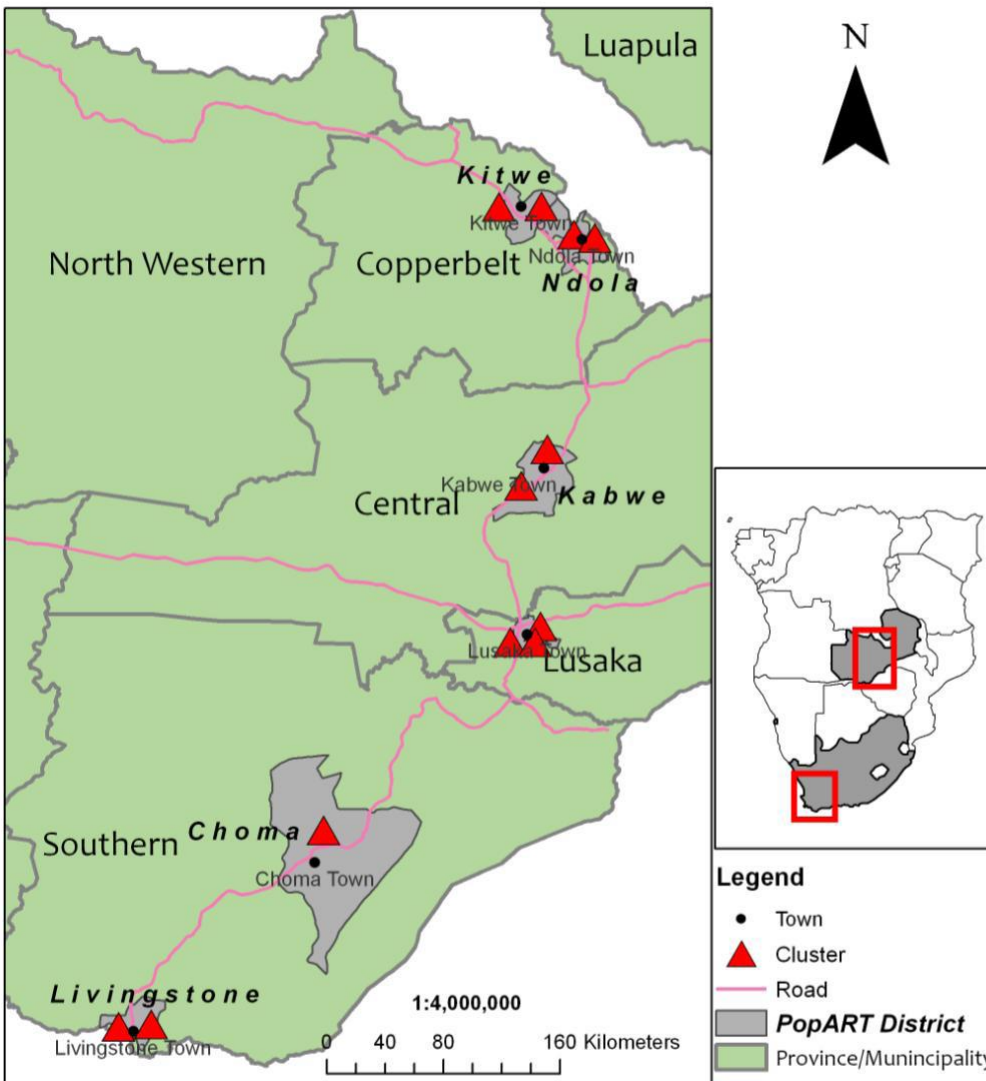 Luapula
N
Kitwe
Kitwe Town
North Western
Copperbelt
Ndola Town
Ndola
Kabwe Town
Central
Kabwe
Lusaka Town
Lusaka
Choma
Southern
Choma Town
Livingstone
Livingstone Town
1:4,000,000
0 40 80 160 Kilometers
Legend
Town
Cluster
Road
PopART District
Province/Munincipality